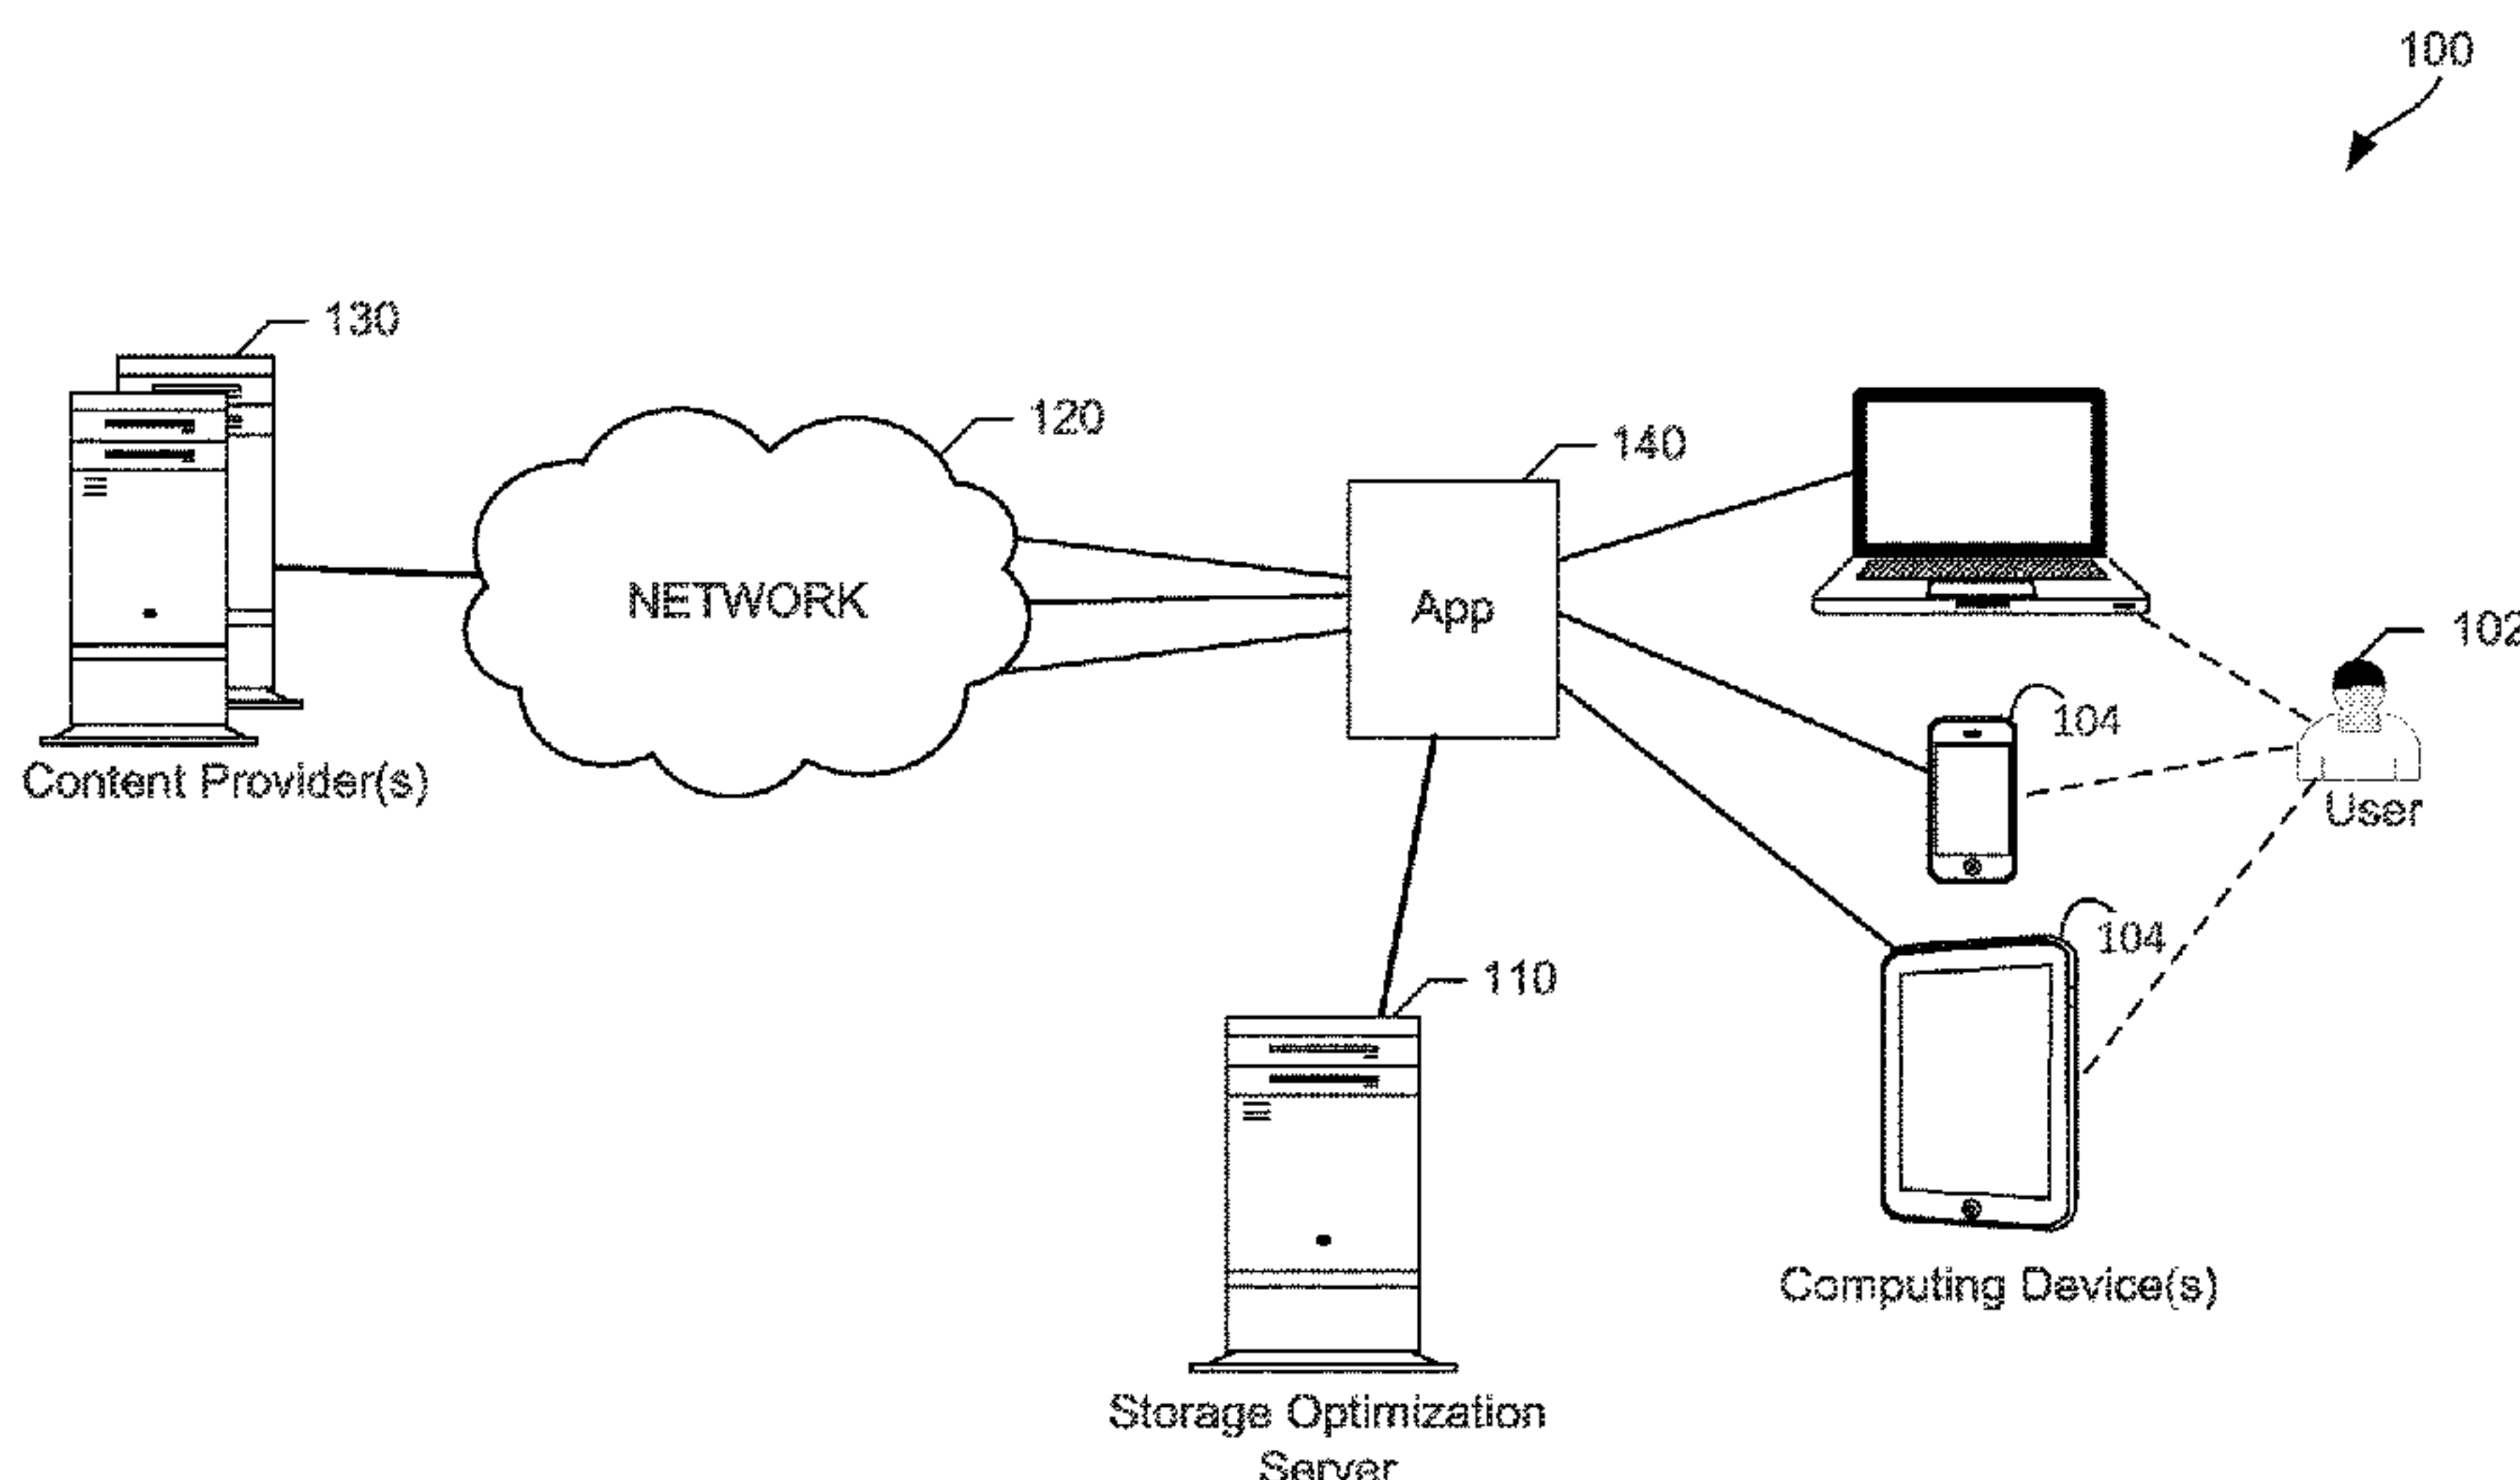 100
130
120
140
NETWORK
App
102
104
Content Provider(s)
User
104
110
Computing Device(s)
Storage Optimization
Server